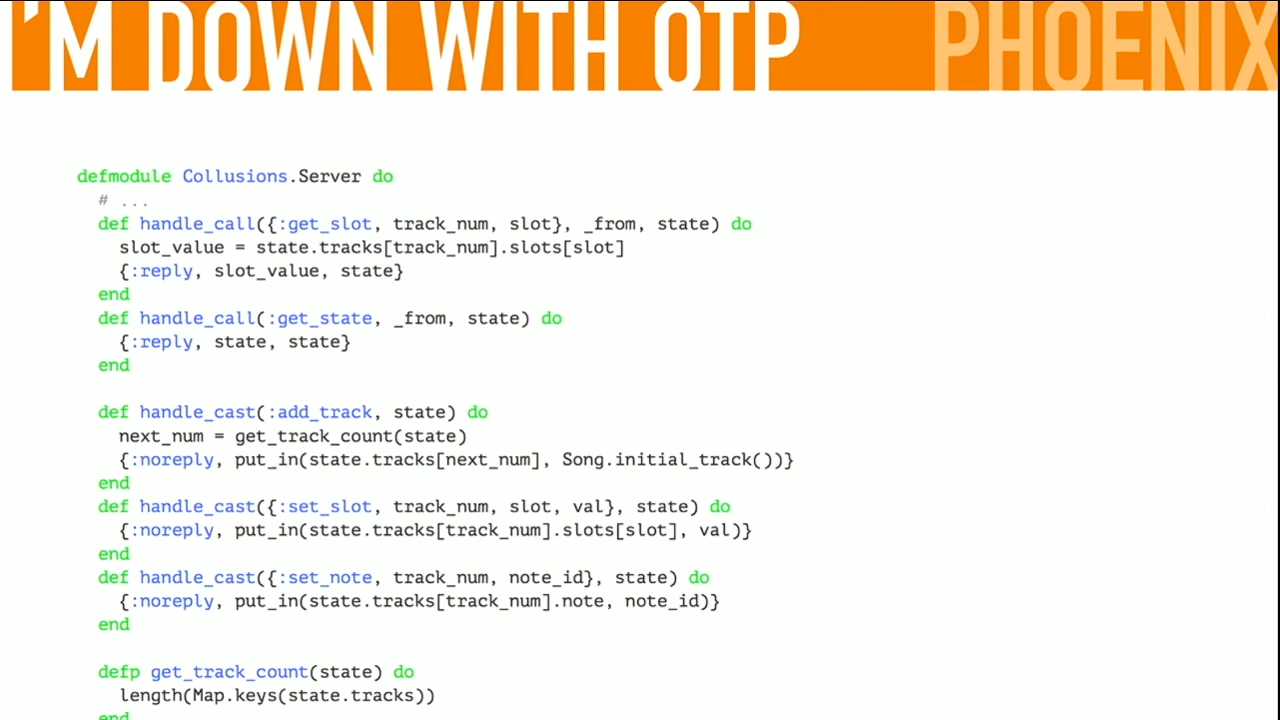 I'M DOWN WITH OTP PHOENIX
defmodule Collusions.Server do
  # ...
  def handle_call({:get_slot, track_num, slot}, _from, state) do
    slot_value = state.tracks[track_num].slots[slot]
    {:reply, slot_value, state}
  end
  def handle_call(:get_state, _from, state) do
    {:reply, state, state}
  end
  def handle_cast(:add_track, state) do
    next_num = get_track_count(state)
    {:noreply, put_in(state.tracks[next_num], Song.initial_track())}
  end
  def handle_cast({:set_slot, track_num, slot, val}, state) do
    {:noreply, put_in(state.tracks[track_num].slots[slot], val)}
  end
  def handle_cast({:set_note, track_num, note_id}, state) do
    {:noreply, put_in(state.tracks[track_num].note, note_id)}
  end
  defp get_track_count(state) do
    length(Map.keys(state.tracks))
  end